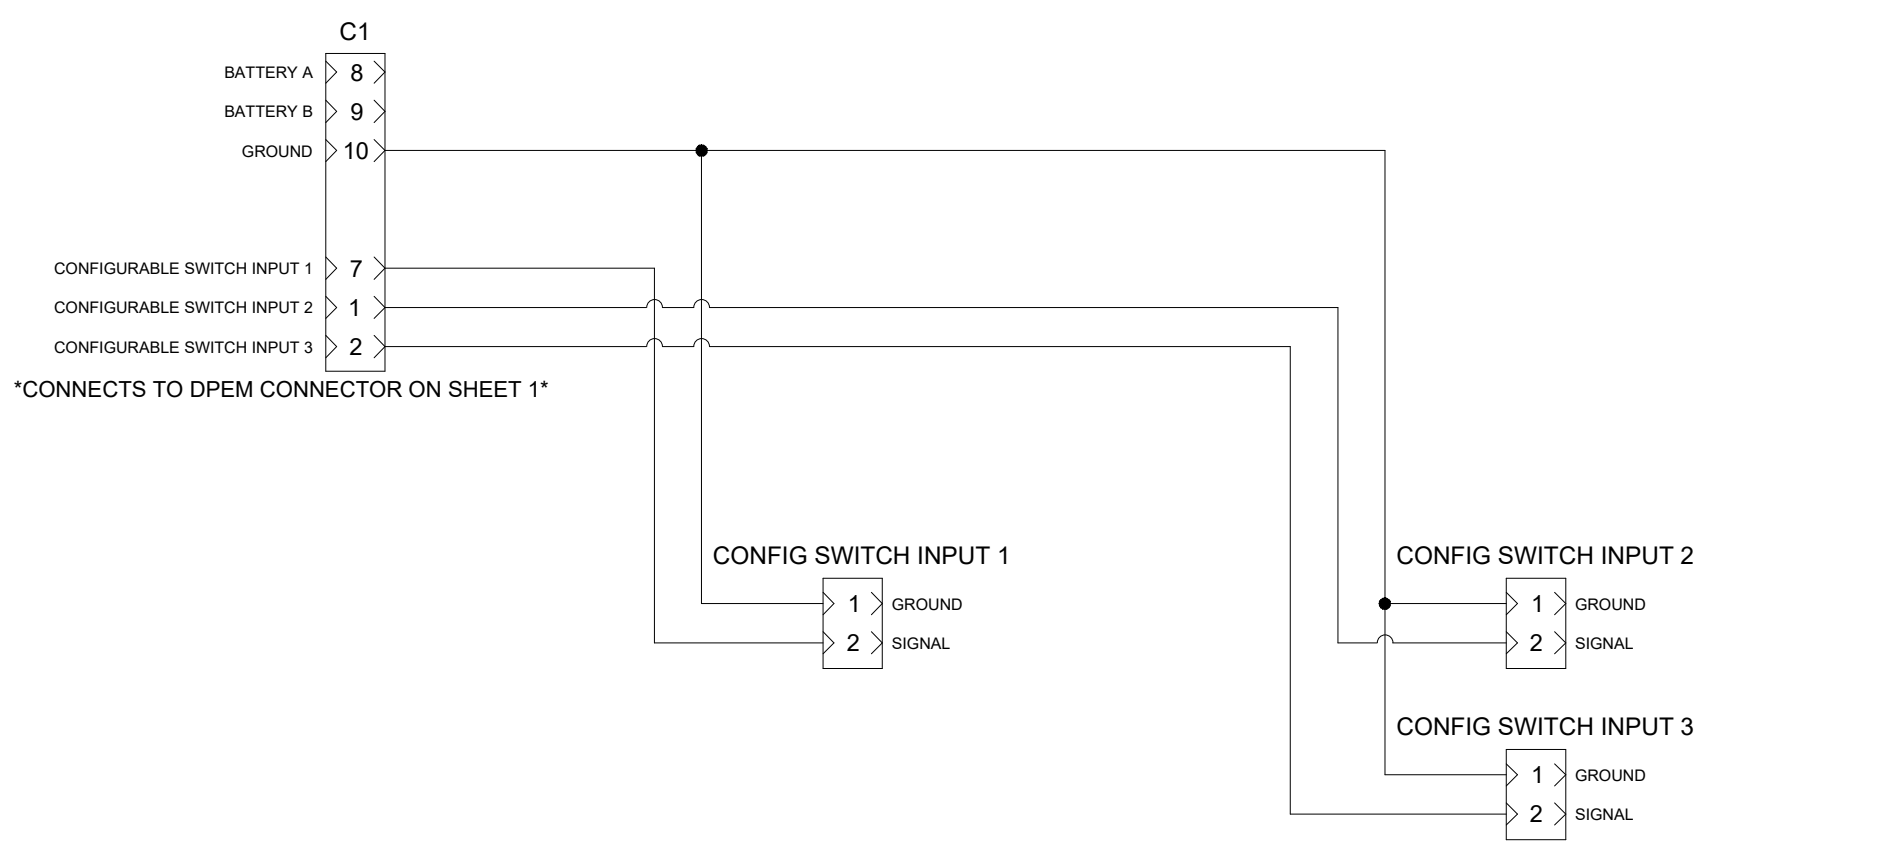 C1
BATTERY A 8
BATTERY B 9
GROUND 10
CONFIGURABLE SWITCH INPUT 1 7
CONFIGURABLE SWITCH INPUT 2 1
CONFIGURABLE SWITCH INPUT 3 2
*CONNECTS TO DPEM CONNECTOR ON SHEET 1*
CONFIG SWITCH INPUT 1
1 GROUND
2 SIGNAL
CONFIG SWITCH INPUT 2
1 GROUND
2 SIGNAL
CONFIG SWITCH INPUT 3
1 GROUND
2 SIGNAL